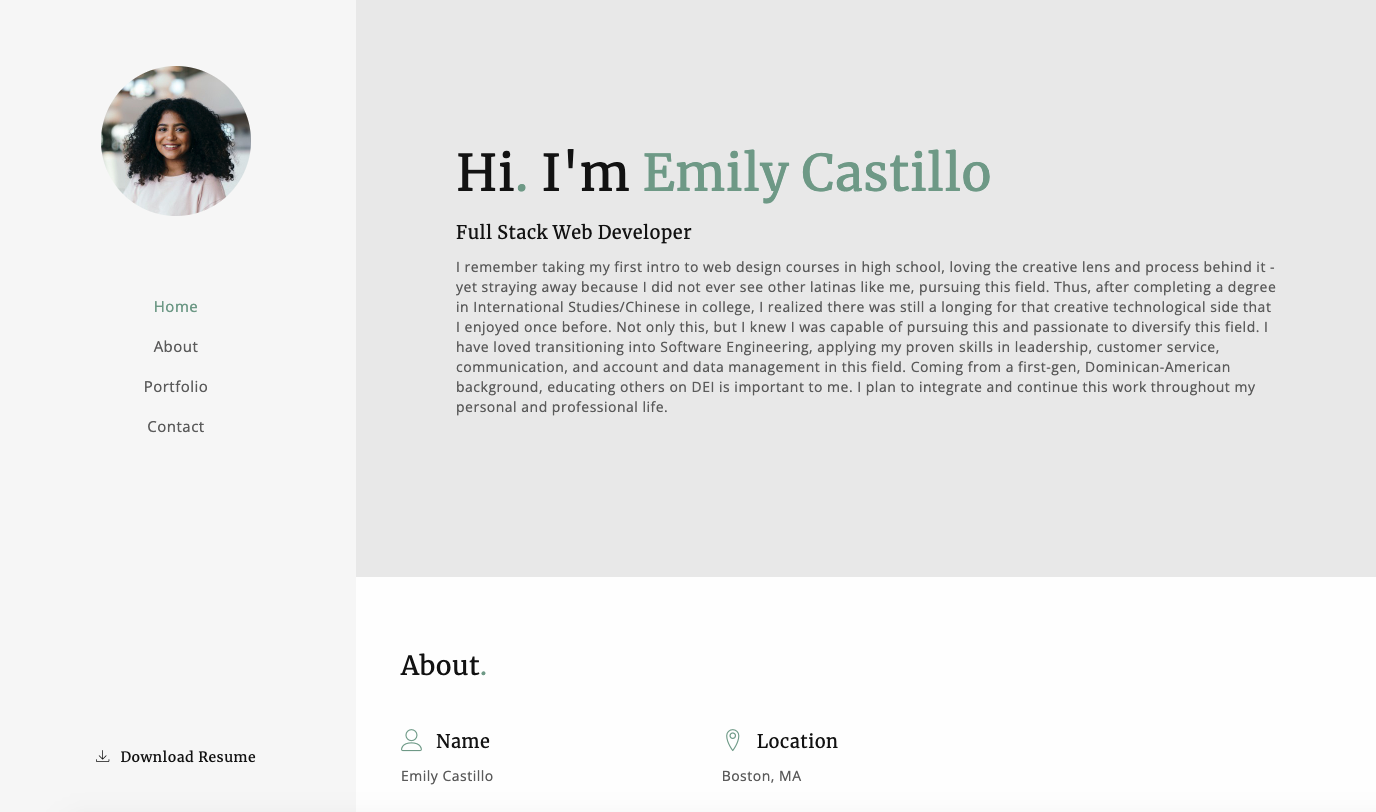 Home
About
Portfolio
Contact
Download Resume
Hi. I'm Emily Castillo
Full Stack Web Developer
I remember taking my first intro to web design courses in high school, loving the creative lens and process behind it -
yet straying away because I did not ever see other latinas like me, pursuing this field. Thus, after completing a degree
in International Studies/Chinese in college, I realized there was still a longing for that creative technological side that
I enjoyed once before. Not only this, but I knew I was capable of pursuing this and passionate to diversify this field. I
have loved transitioning into Software Engineering, applying my proven skills in leadership, customer service,
communication, and account and data management in this field. Coming from a first-gen, Dominican-American
background, educating others on DEI is important to me. I plan to integrate and continue this work throughout my
personal and professional life.
About.
Name
Emily Castillo
Location
Boston, MA